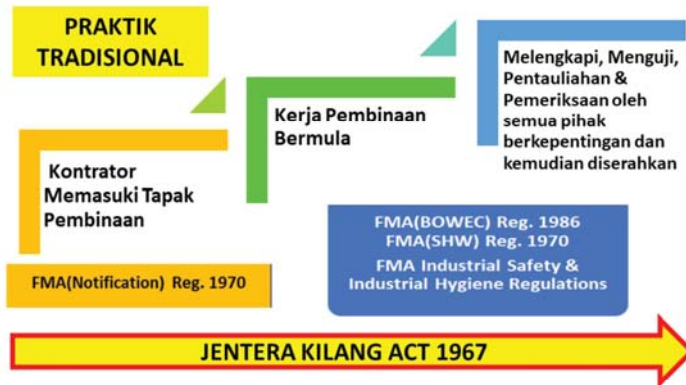 PRAKTIK
TRADISIONAL
Kontrator
Memasuki Tapak
Pembinaan
Kerja Pembinaan
Bermula
Melengkapi, Menguji,
Pentauliahan &
Pemeriksaan oleh
semua pihak
berkepentingan dan
kemudian diserahkan
FMA(Notification) Reg. 1970
FMA(BOWEC) Reg. 1986
FMA(SHW) Reg. 1970
FMA Industrial Safety &
Industrial Hygiene Regulations
JENTERA KILANG ACT 1967